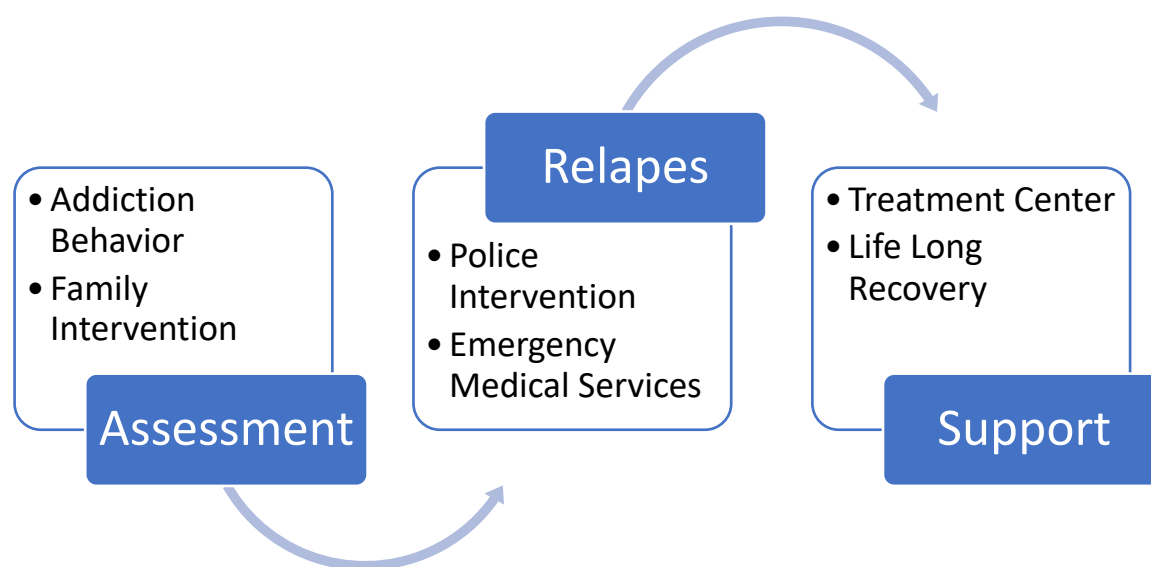 • Addiction
Behavior
• Family
Intervention
Assessment
Relapes
• Police
Intervention
• Emergency
Medical Services
• Treatment Center
• Life Long
Recovery
Support